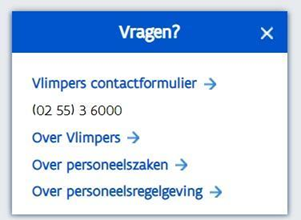 Vragen?
Vlimpers contactformulier
(02 55) 3 6000
Over Vlimpers
Over personeelszaken
Over personeelsregelgeving